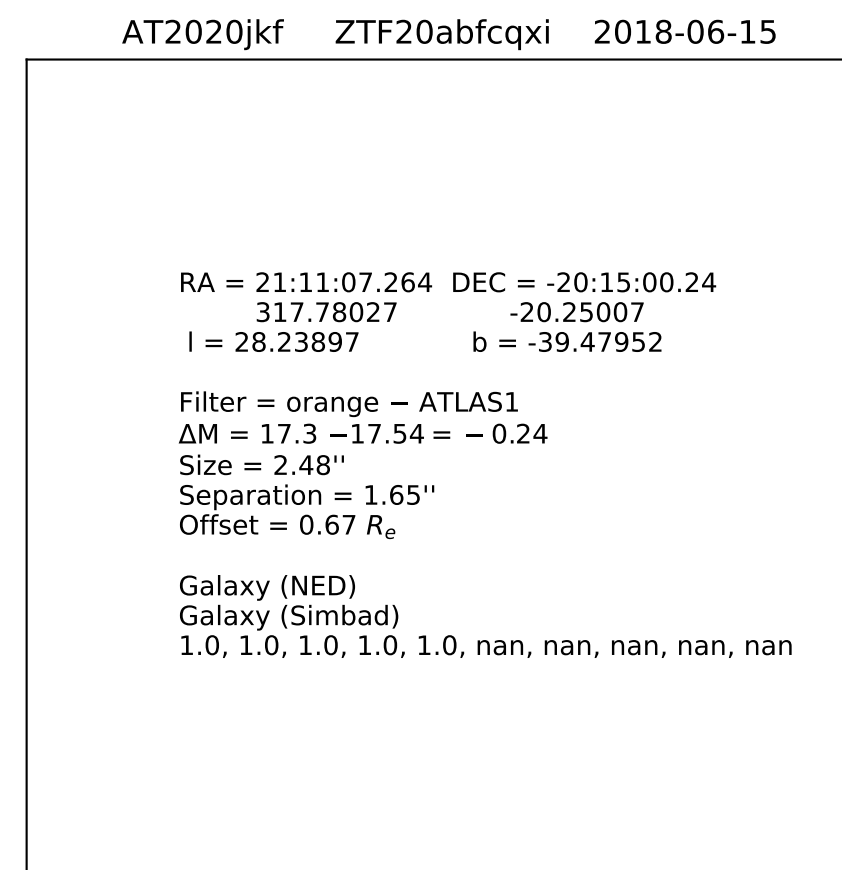 AT2020jkf ZTF20abfcqxi 2018-06-15
RA = 21:11:07.264 DEC = -20:15:00.24
317.78027 -20.25007
l = 28.23897 b = -39.47952
Filter = orange − ATLAS1
ΔM = 17.3 −17.54 = − 0.24
Size = 2.48''
Separation = 1.65''
Offset = 0.67 Rₑ
Galaxy (NED)
Galaxy (Simbad)
1.0, 1.0, 1.0, 1.0, 1.0, nan, nan, nan, nan, nan